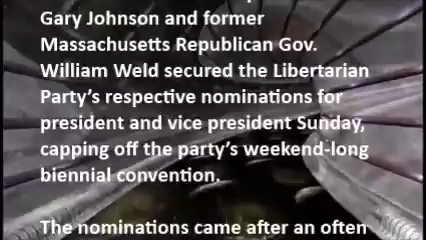 Gary Johnson and former
Massachusetts Republican Gov.
William Weld secured the Libertarian
Party’s respective nominations for
president and vice president Sunday,
capping off the party’s weekend-long
biennial convention.
The nominations came after an often